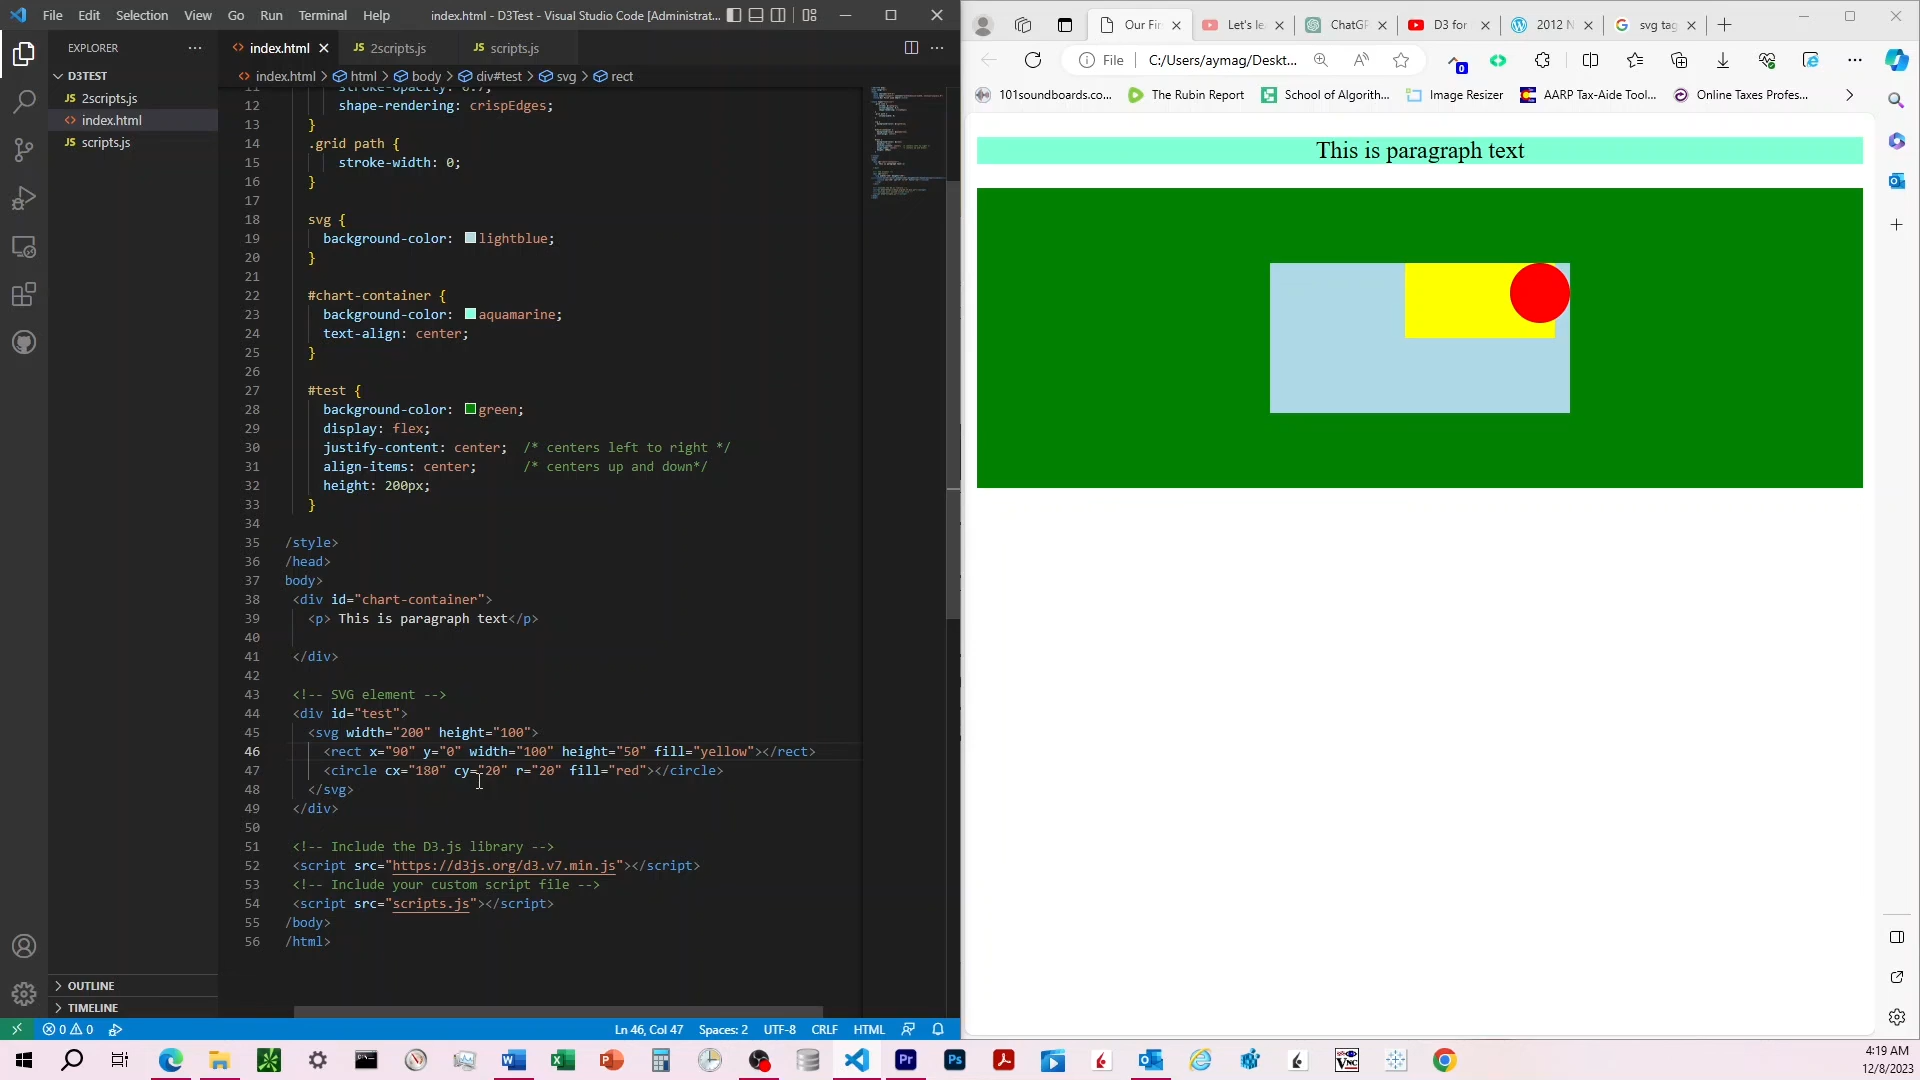 File Edit Selection View Go Run Terminal Help
index.html - D3Test - Visual Studio Code [Administrat...
EXPLORER
D3TEST
JS 2scripts.js
<> index.html
JS scripts.js
OUTLINE
TIMELINE
<> index.html JS 2scripts.js JS scripts.js
<> index.html > html > body > div#test > svg > rect
12 shape-rendering: crispEdges;
13 }
14 .grid path {
15 stroke-width: 0;
16 }
17
18 svg {
19 background-color: lightblue;
20 }
21
22 #chart-container {
23 background-color: aquamarine;
24 text-align: center;
25 }
26
27 #test {
28 background-color: green;
29 display: flex;
30 justify-content: center; /* centers left to right */
31 align-items: center; /* centers up and down*/
32 height: 200px;
33 }
34
35 /style>
36 /head>
37 body>
38 <div id="chart-container">
39 <p> This is paragraph text</p>
40
41 </div>
42
43 <!-- SVG element -->
44 <div id="test">
45 <svg width="200" height="100">
46 <rect x="90" y="0" width="100" height="50" fill="yellow"></rect>
47 <circle cx="180" cy="20" r="20" fill="red"></circle>
48 </svg>
49 </div>
50
51 <!-- Include the D3.js library -->
52 <script src="https://d3js.org/d3.v7.min.js"></script>
53 <!-- Include your custom script file -->
54 <script src="scripts.js"></script>
55 /body>
56 /html>
0 0
Ln 46, Col 47 Spaces: 2 UTF-8 CRLF HTML
Our Fir Let's le ChatGP D3 for 2012 N svg tag
File C:/Users/aymag/Deskt...
0
101soundboards.co... The Rubin Report School of Algorith... Image Resizer AARP Tax-Aide Tool... Online Taxes Profes...
This is paragraph text
4:19 AM
12/8/2023